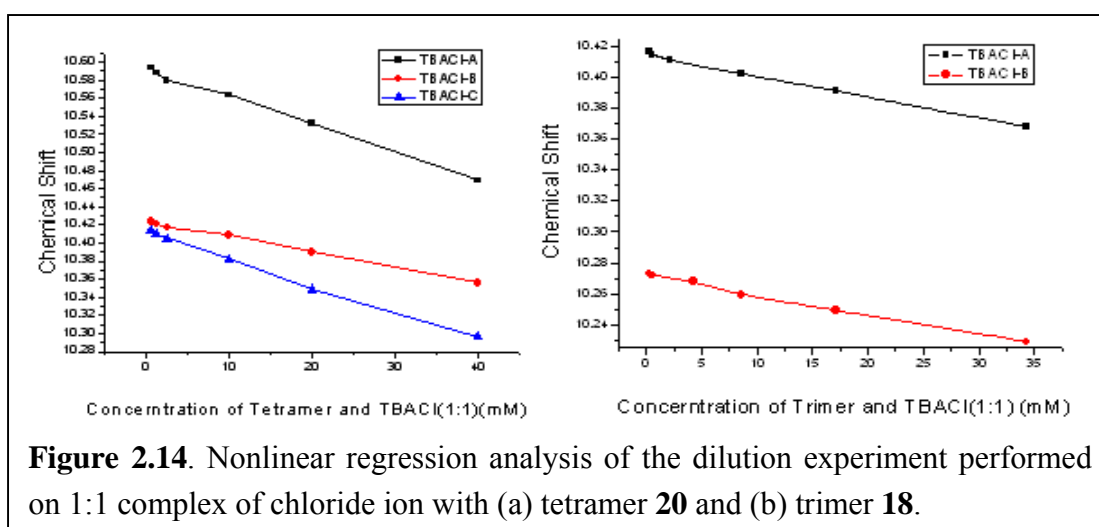 Chemical Shift
10.60
10.58
10.56
10.54
10.52
10.50
10.48
10.46
10.44
10.42
10.40
10.38
10.36
10.34
10.32
10.30
10.28
TBACl-A
TBACl-B
TBACl-C
0 10 20 30 40
Concerntration of Tetramer and TBACl(1:1)(mM)
Chemical Shift
10.42
10.40
10.38
10.36
10.34
10.32
10.30
10.28
10.26
10.24
TBACl-A
TBACl-B
0 5 10 15 20 25 30 35
Concerntration of Trimer and TBACl(1:1) (mM)
Figure 2.14. Nonlinear regression analysis of the dilution experiment performed
on 1:1 complex of chloride ion with (a) tetramer 20 and (b) trimer 18.